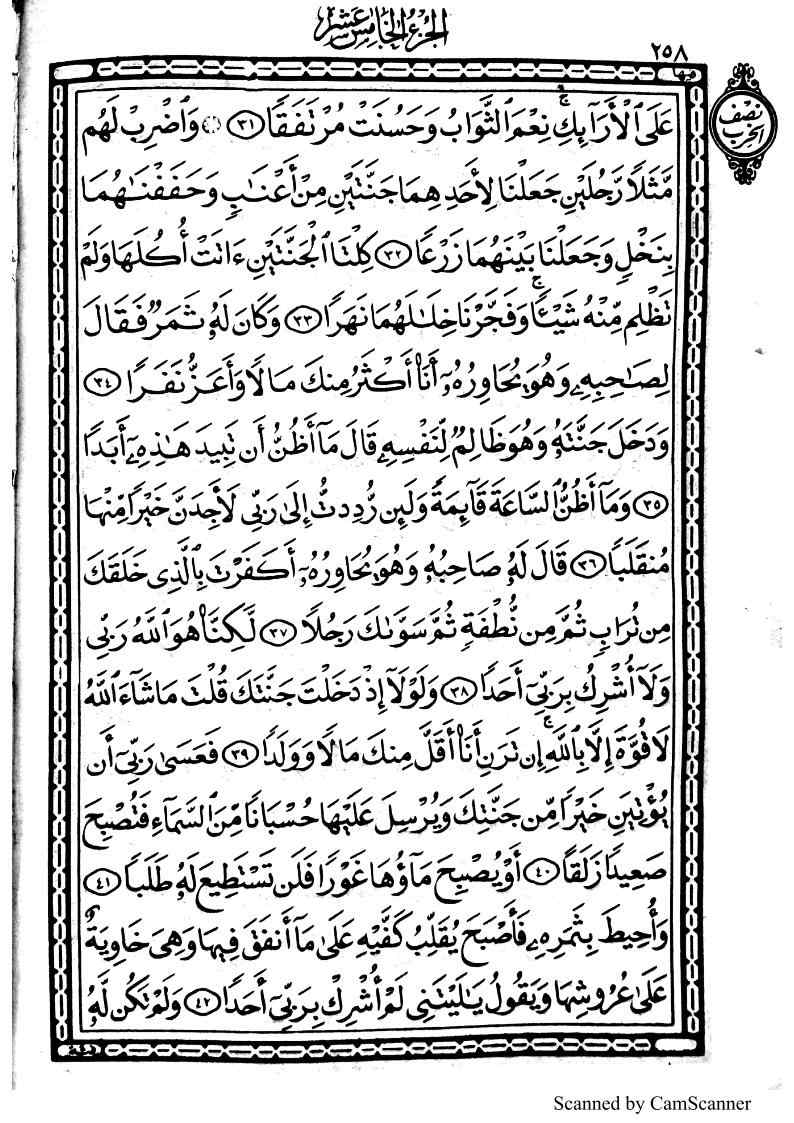 الجزء الخامس عشر
٢٥٨
فيها
نصف
الحزب
عَلَى ٱلْأَرَآئِكِۚ نِعْمَ ٱلثَّوَابُ وَحَسُنَتْ مُرْتَفَقًا ٣١ ۞ وَٱضْرِبْ لَهُم
مَّثَلًا رَّجُلَيْنِ جَعَلْنَا لِأَحَدِهِمَا جَنَّتَيْنِ مِنْ أَعْنَٰبٍ وَحَفَفْنَٰهُمَا
بِنَخْلٍ وَجَعَلْنَا بَيْنَهُمَا زَرْعًا ٣٢ كِلْتَا ٱلْجَنَّتَيْنِ ءَاتَتْ أُكُلَهَا وَلَمْ
تَظْلِم مِّنْهُ شَيْـًٔاۚ وَفَجَّرْنَا خِلَٰلَهُمَا نَهَرًا ٣٣ وَكَانَ لَهُۥ ثَمَرٌ فَقَالَ
لِصَٰحِبِهِۦ وَهُوَ يُحَاوِرُهُۥٓ أَنَا۠ أَكْثَرُ مِنكَ مَالًا وَأَعَزُّ نَفَرًا ٣٤
وَدَخَلَ جَنَّتَهُۥ وَهُوَ ظَالِمٌ لِّنَفْسِهِۦ قَالَ مَآ أَظُنُّ أَن تَبِيدَ هَٰذِهِۦٓ أَبَدًا
٣٥ وَمَآ أَظُنُّ ٱلسَّاعَةَ قَآئِمَةً وَلَئِن رُّدِدتُّ إِلَىٰ رَبِّى لَأَجِدَنَّ خَيْرًا مِّنْهَا
مُنقَلَبًا ٣٦ قَالَ لَهُۥ صَاحِبُهُۥ وَهُوَ يُحَاوِرُهُۥٓ أَكَفَرْتَ بِٱلَّذِى خَلَقَكَ
مِن تُرَابٍ ثُمَّ مِن نُّطْفَةٍ ثُمَّ سَوَّىٰكَ رَجُلًا ٣٧ لَّٰكِنَّا۠ هُوَ ٱللَّهُ رَبِّى
وَلَآ أُشْرِكُ بِرَبِّىٓ أَحَدًا ٣٨ وَلَوْلَآ إِذْ دَخَلْتَ جَنَّتَكَ قُلْتَ مَا شَآءَ ٱللَّهُ
لَا قُوَّةَ إِلَّا بِٱللَّهِۚ إِن تَرَنِ أَنَا۠ أَقَلَّ مِنكَ مَالًا وَوَلَدًا ٣٩ فَعَسَىٰ رَبِّىٓ أَن
يُؤْتِيَنِ خَيْرًا مِّن جَنَّتِكَ وَيُرْسِلَ عَلَيْهَا حُسْبَانًا مِّنَ ٱلسَّمَآءِ فَتُصْبِحَ
صَعِيدًا زَلَقًا ٤٠ أَوْ يُصْبِحَ مَآؤُهَا غَوْرًا فَلَن تَسْتَطِيعَ لَهُۥ طَلَبًا ٤١
وَأُحِيطَ بِثَمَرِهِۦ فَأَصْبَحَ يُقَلِّبُ كَفَّيْهِ عَلَىٰ مَآ أَنفَقَ فِيهَا وَهِىَ خَاوِيَةٌ
عَلَىٰ عُرُوشِهَا وَيَقُولُ يَٰلَيْتَنِى لَمْ أُشْرِكْ بِرَبِّىٓ أَحَدًا ٤٢ وَلَمْ تَكُن لَّهُۥ
فئة
Scanned by CamScanner